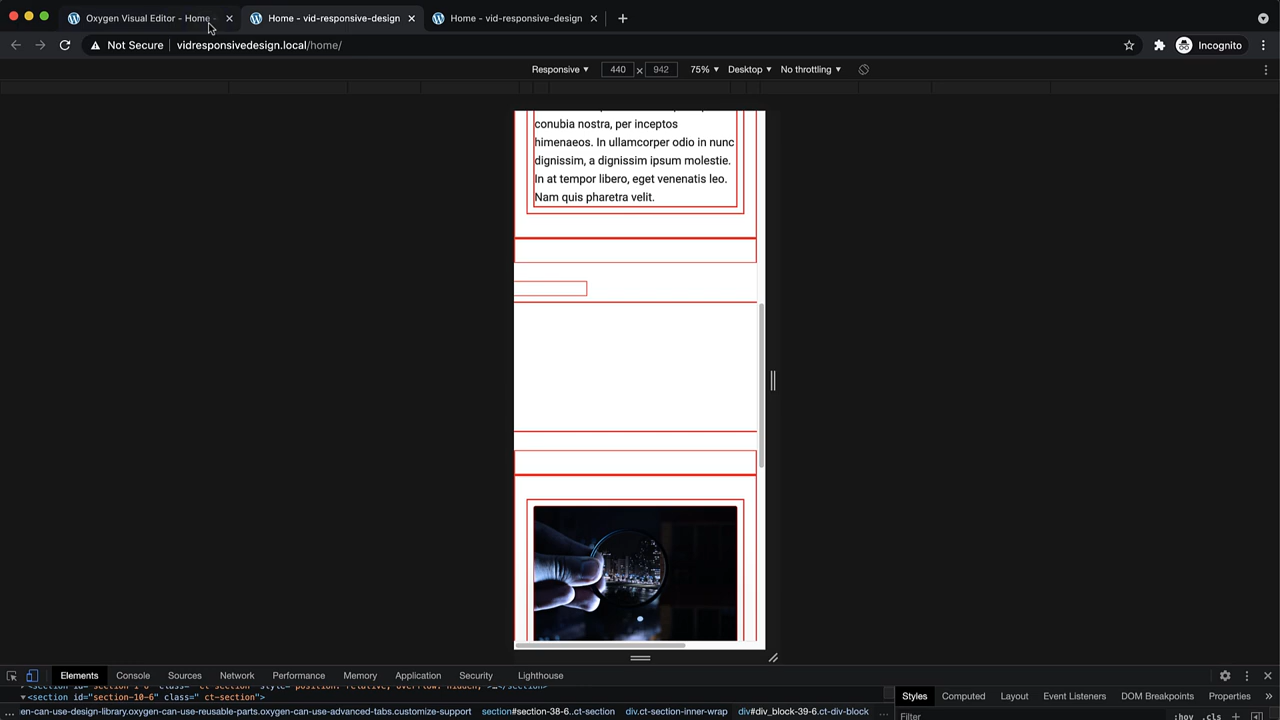 Oxygen Visual Editor - Home -
Home - vid-responsive-design
Home - vid-responsive-design
Not Secure
vidresponsivedesign.local/home/
Incognito
Responsive
440
×
942
75%
Desktop
No throttling
conubia nostra, per inceptos
himenaeos. In ullamcorper odio in nunc
dignissim, a dignissim ipsum molestie.
In at tempor libero, eget venenatis leo.
Nam quis pharetra velit.
Elements
Console
Sources
Network
Performance
Memory
Application
Security
Lighthouse
<section id="section-10-6" class=" ct-section">
en-can-use-design-library.oxygen-can-use-reusable-parts.oxygen-can-use-advanced-tabs.customize-support
section#section-38-6..ct-section
div.ct-section-inner-wrap
div#div_block-39-6.ct-div-block
Styles
Computed
Layout
Event Listeners
DOM Breakpoints
Properties
Filter
:hov
.cls